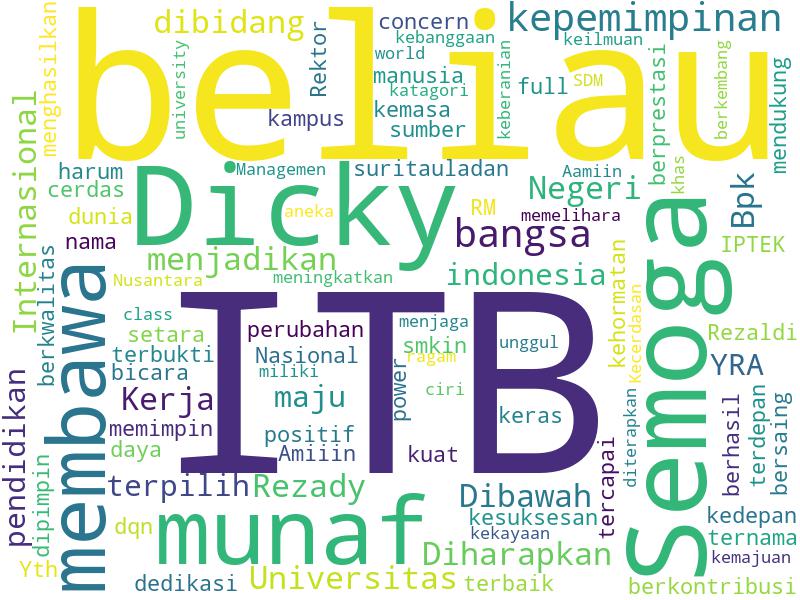 beliau
dibidang
concern
kepemimpinan
kebanggaan
keilmuan
menghasilkan
university
Rektor
world
manusia
katagori
keberanian
full
SDM
berprestasi
berkembang
mendukung
kampus
kemasa
sumber
Internasional
harum
Managemen
suritauladan
Aamiin
khas
cerdas
Dicky
aneka
RM
Negeri
Bpk
dunia
memelihara
nama
bangsa
Semoga
IPTEK
menjadikan
berkwalitas
membawa
Nusantara
meningkatkan
indonesia
kehormatan
Kecerdasan
ITB
class
setara
perubahan
menjaga
smkin
unggul
Rezaldi
terbukti
Nasional
ragam
bicara
miliki
power
YRA
pendidikan
Kerja
maju
ciri
keras
diterapkan
berhasil
terdepan
bersaing
memimpin
positif
daya
Amiiin
kuat
tercapai
dipimpin
terpilih
Rezady
Dibawah
dqn
munaf
kesuksesan
kedepan
kekayaan
ternama
Diharapkan
kemajuan
Yth
dedikasi
Universitas
terbaik
berkontribusi